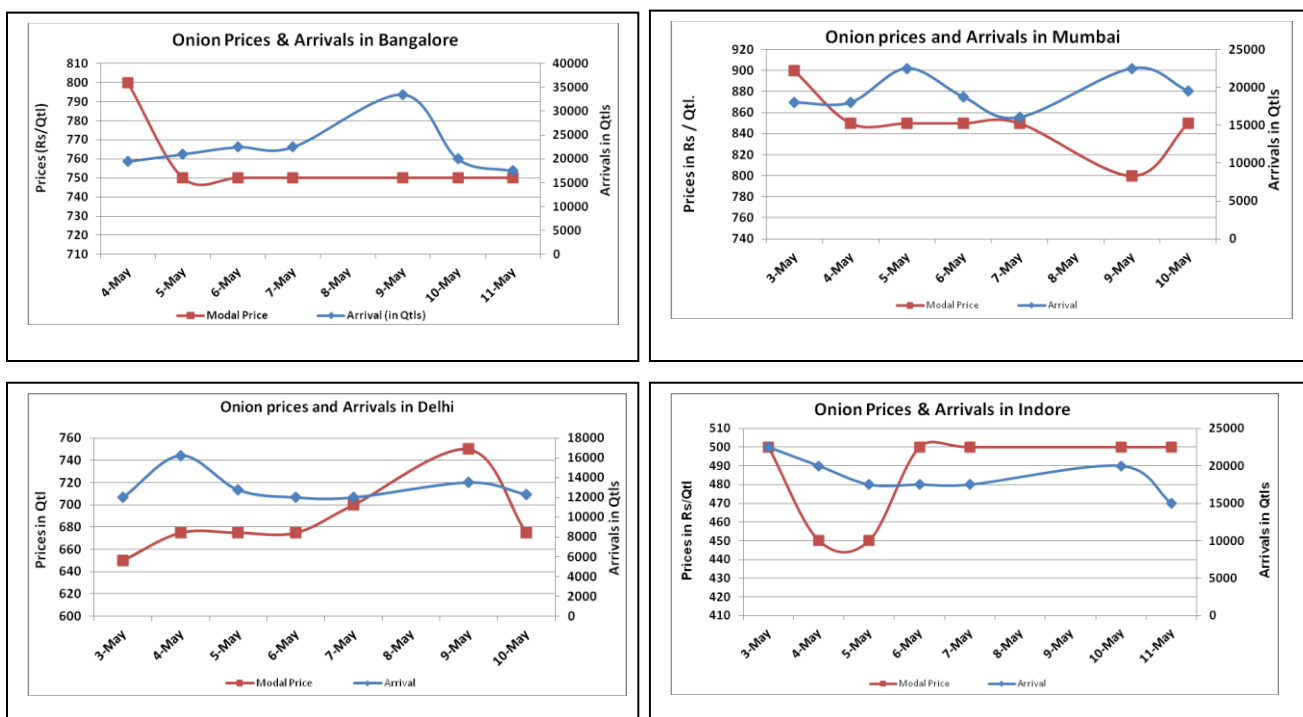 Onion Prices & Arrivals in Bangalore
Prices (Rs/Qtl)
810
800
790
780
770
760
750
740
730
720
710
40000
35000
30000
25000
20000
15000
10000
5000
0
Arrivals in Qtls
4-May
5-May
6-May
7-May
8-May
9-May
10-May
11-May
Modal Price
Arrival (in Qtls)
Onion prices and Arrivals in Mumbai
Prices in Rs / Qtl.
920
900
880
860
840
820
800
780
760
740
25000
20000
15000
10000
5000
0
Arrivals in Qtls
3-May
4-May
5-May
6-May
7-May
8-May
9-May
10-May
Modal Price
Arrival
Onion prices and Arrivals in Delhi
Prices in Qtl
760
740
720
700
680
660
640
620
600
18000
16000
14000
12000
10000
8000
6000
4000
2000
0
Arrivals in Qtls
3-May
4-May
5-May
6-May
7-May
9-May
10-May
Modal Price
Arrival
Onion Prices & Arrivals in Indore
Prices in Rs/Qtl
510
500
490
480
470
460
450
440
430
420
410
25000
20000
15000
10000
5000
0
Arrivals in Qtls
3-May
4-May
5-May
6-May
7-May
8-May
9-May
10-May
11-May
Modal Price
Arrival